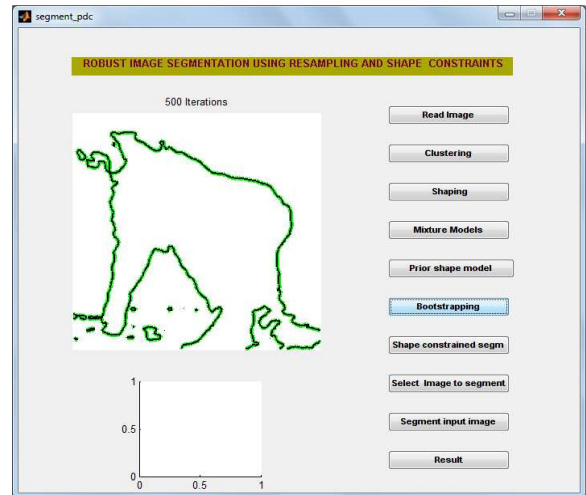 segment_pdc
ROBUST IMAGE SEGMENTATION USING RESAMPLING AND SHAPE CONSTRAINTS
500 Iterations
Read Image
Clustering
Shaping
Mixture Models
Prior shape model
Bootstrapping
Shape constrained segm
Select Image to segment
Segment input image
Result
1
0.5
0
0
0.5
1